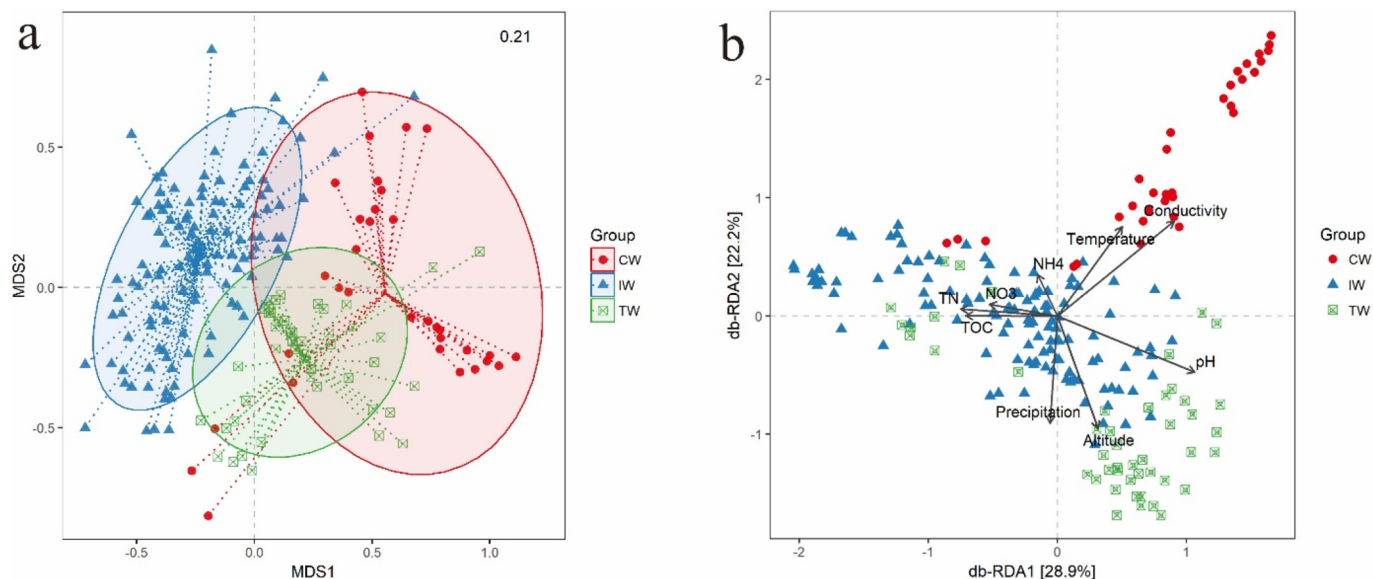 a
0.21
0.5
0.0
-0.5
MDS2
-0.5
0.0
0.5
1.0
MDS1
Group
CW
IW
TW
b
2
1
0
-1
db-RDA2 [22.2%]
Conductivity
Temperature
NH4
TN
NO3
TOC
pH
Precipitation
Altitude
-2
-1
0
1
db-RDA1 [28.9%]
Group
CW
IW
TW